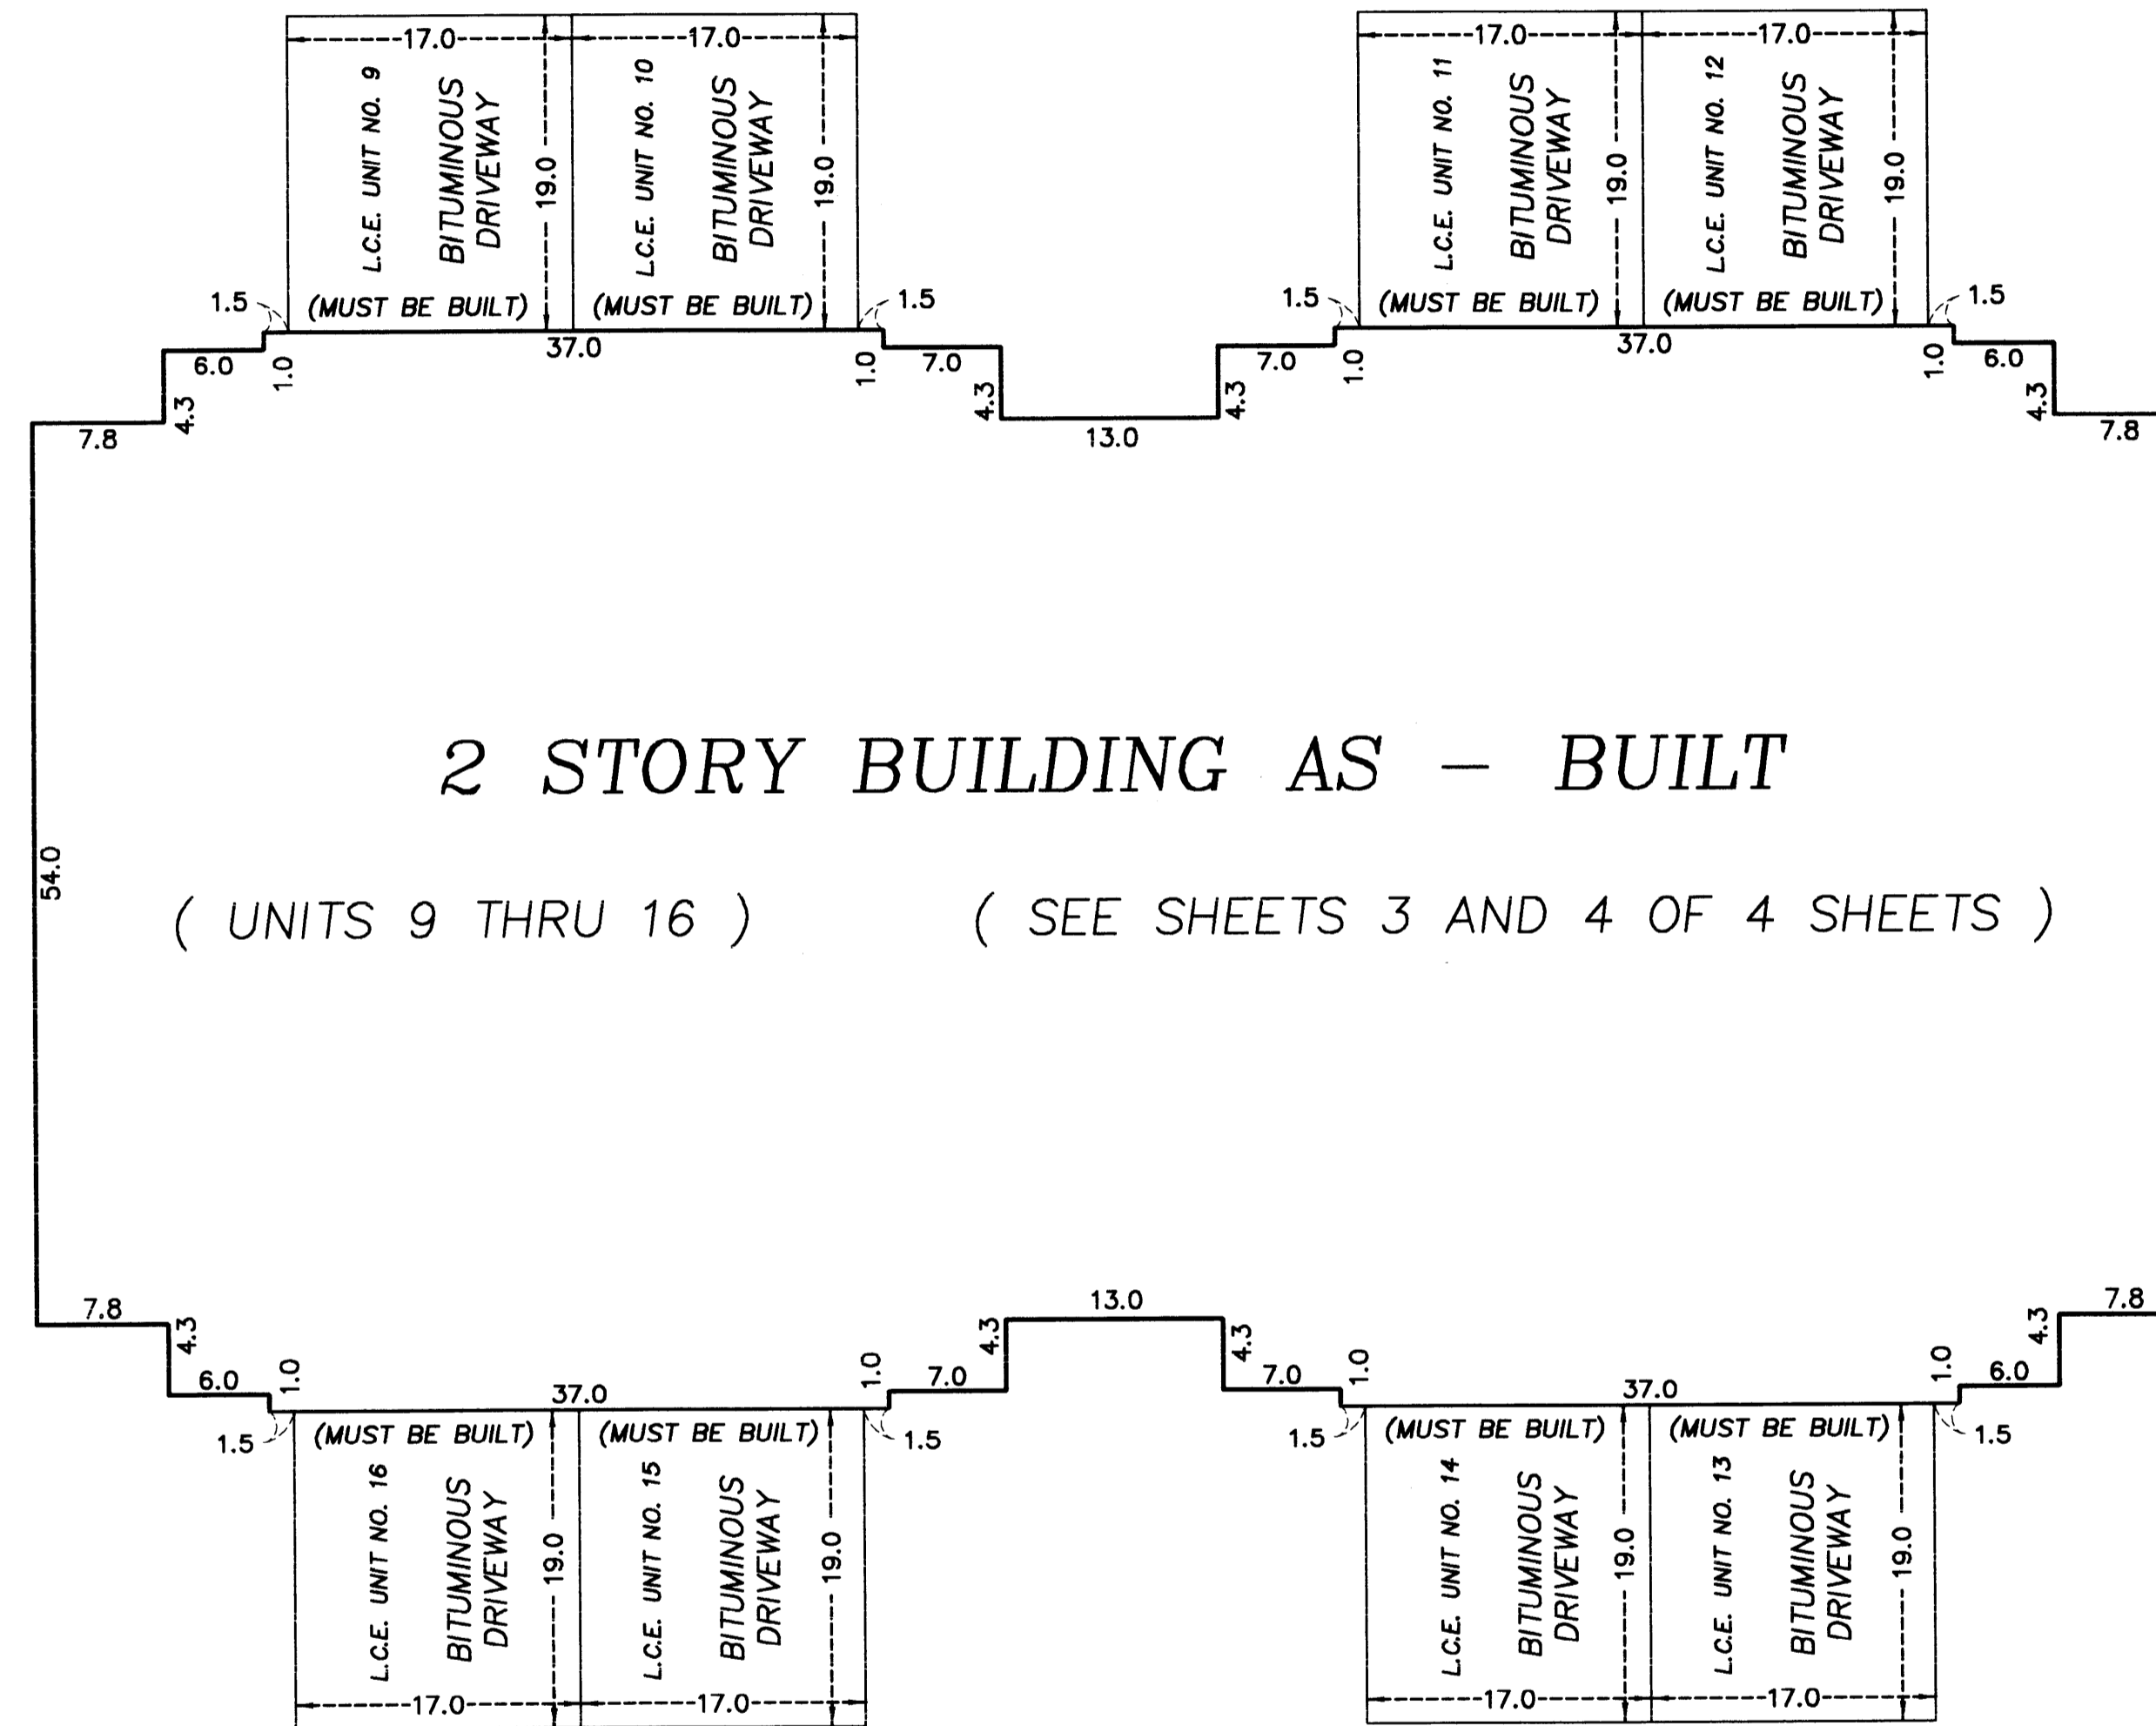 17.0
17.0
17.0
17.0
L.C.E. UNIT NO. 9
BITUMINOUS
DRIVEWAY
19.0
L.C.E. UNIT NO. 10
BITUMINOUS
DRIVEWAY
19.0
L.C.E. UNIT NO. 11
BITUMINOUS
DRIVEWAY
19.0
L.C.E. UNIT NO. 12
BITUMINOUS
DRIVEWAY
19.0
1.5
(MUST BE BUILT)
(MUST BE BUILT)
1.5
1.5
(MUST BE BUILT)
(MUST BE BUILT)
1.5
6.0
1.0
37.0
1.0
7.0
7.0
1.0
37.0
1.0
6.0
7.8
4.3
4.3
13.0
4.3
4.3
7.8
2 STORY BUILDING AS – BUILT
54.0
( UNITS 9 THRU 16 )
( SEE SHEETS 3 AND 4 OF 4 SHEETS )
7.8
4.3
4.3
13.0
4.3
4.3
7.8
6.0
1.0
37.0
1.0
7.0
7.0
1.0
37.0
1.0
6.0
1.5
(MUST BE BUILT)
(MUST BE BUILT)
1.5
1.5
(MUST BE BUILT)
(MUST BE BUILT)
1.5
L.C.E. UNIT NO. 16
BITUMINOUS
DRIVEWAY
19.0
L.C.E. UNIT NO. 15
BITUMINOUS
DRIVEWAY
19.0
L.C.E. UNIT NO. 14
BITUMINOUS
DRIVEWAY
19.0
L.C.E. UNIT NO. 13
BITUMINOUS
DRIVEWAY
19.0
17.0
17.0
17.0
17.0